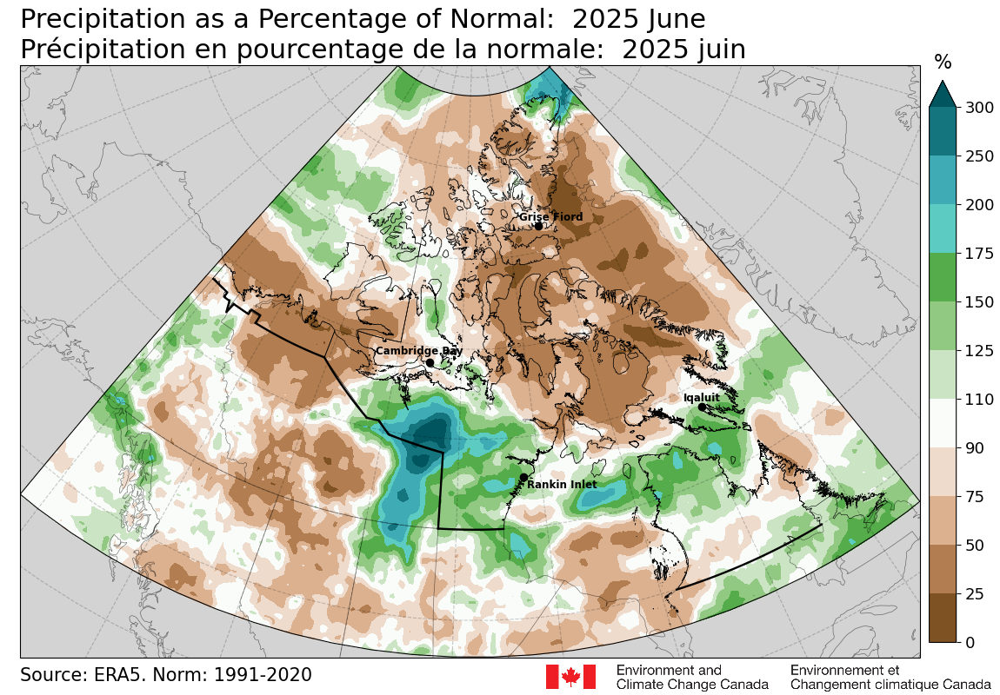 Precipitation as a Percentage of Normal:  2025 June
Précipitation en pourcentage de la normale:  2025 juin
%
300
250
200
175
150
125
110
90
75
50
25
0
Grise Fiord
Cambridge Bay
Iqaluit
Rankin Inlet
Source: ERA5. Norm: 1991-2020
Environment and
Climate Change Canada
Environnement et
Changement climatique Canada